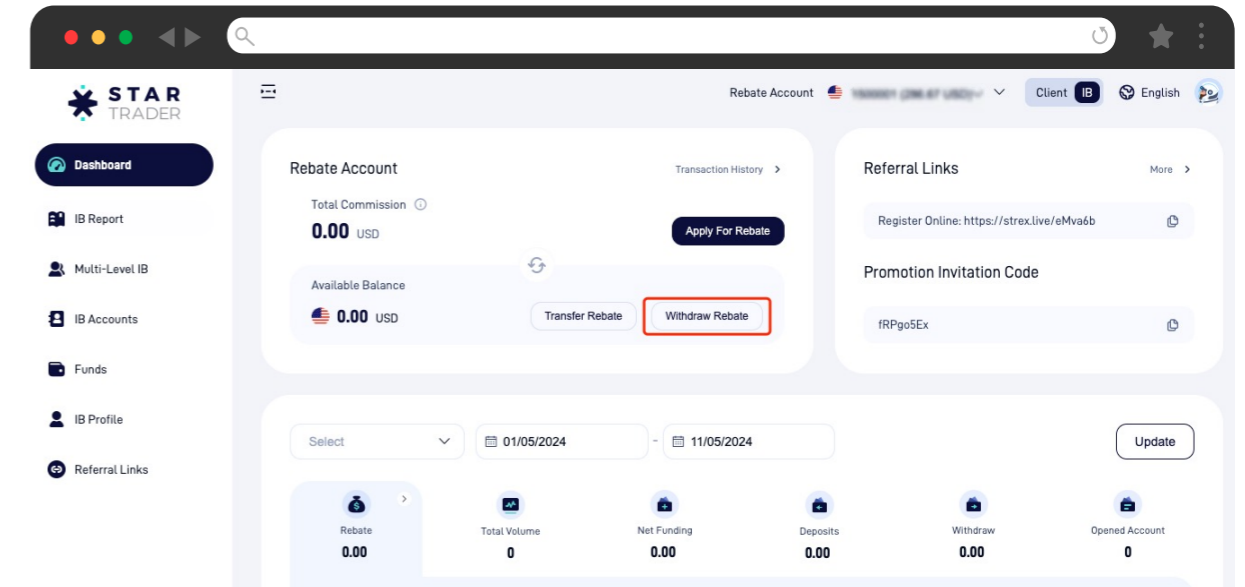 STAR
TRADER
Rebate Account
Client IB
English
Dashboard
IB Report
Multi-Level IB
IB Accounts
Funds
IB Profile
Referral Links
Rebate Account
Transaction History
Total Commission
0.00 USD
Apply For Rebate
Available Balance
0.00 USD
Transfer Rebate
Withdraw Rebate
Referral Links
More
Register Online: https://strex.live/eMva6b
Promotion Invitation Code
fRPgo5Ex
Select
01/05/2024 - 11/05/2024
Update
Rebate
0.00
Total Volume
0
Net Funding
0.00
Deposits
0.00
Withdraw
0.00
Opened Account
0